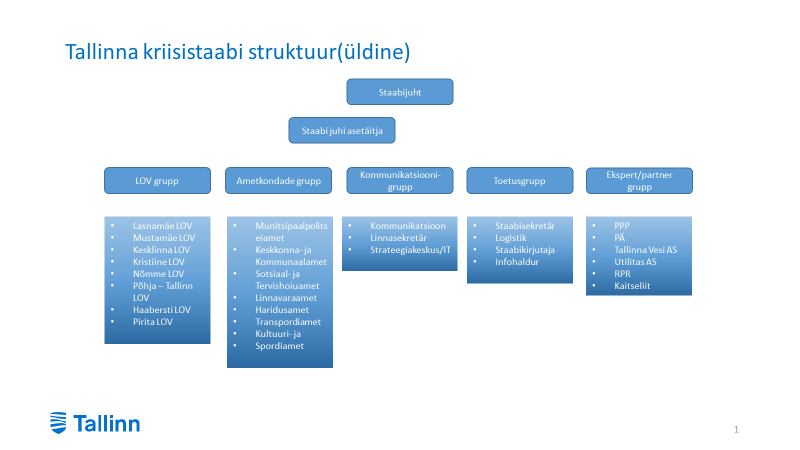 Tallinna kriisistaabi struktuur(üldine)
Staabijuht
Staabi juhi asetäitja
LOV grupp
Ametkondade grupp
Kommunikatsiooni-
grupp
Toetusgrupp
Ekspert/partner
grupp
• Lasnamäe LOV
• Mustamäe LOV
• Kesklinna LOV
• Kristiine LOV
• Nõmme LOV
• Põhja – Tallinn
LOV
• Haabersti LOV
• Pirita LOV
• Munitsipaalpolits
eiamet
• Keskkonna- ja
Kommunaalamet
• Sotsiaal- ja
Tervishoiuamet
• Linnavaraamet
• Haridusamet
• Transpordiamet
• Kultuuri- ja
• Spordiamet
• Kommunikatsioon
• Linnasekretär
• Strateegiakeskus/IT
• Staabisekretär
• Logistik
• Staabikirjutaja
• Infohaldur
• PPP
• PÄ
• Tallinna Vesi AS
• Utilitas AS
• RPR
• Kaitseliit
Tallinn
1